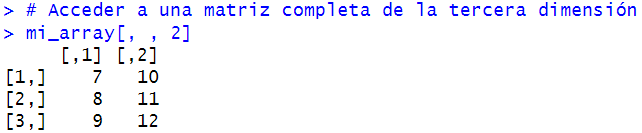 > # Acceder a una matriz completa de la tercera dimensión
> mi_array[, , 2]
     [,1] [,2]
[1,]    7   10
[2,]    8   11
[3,]    9   12